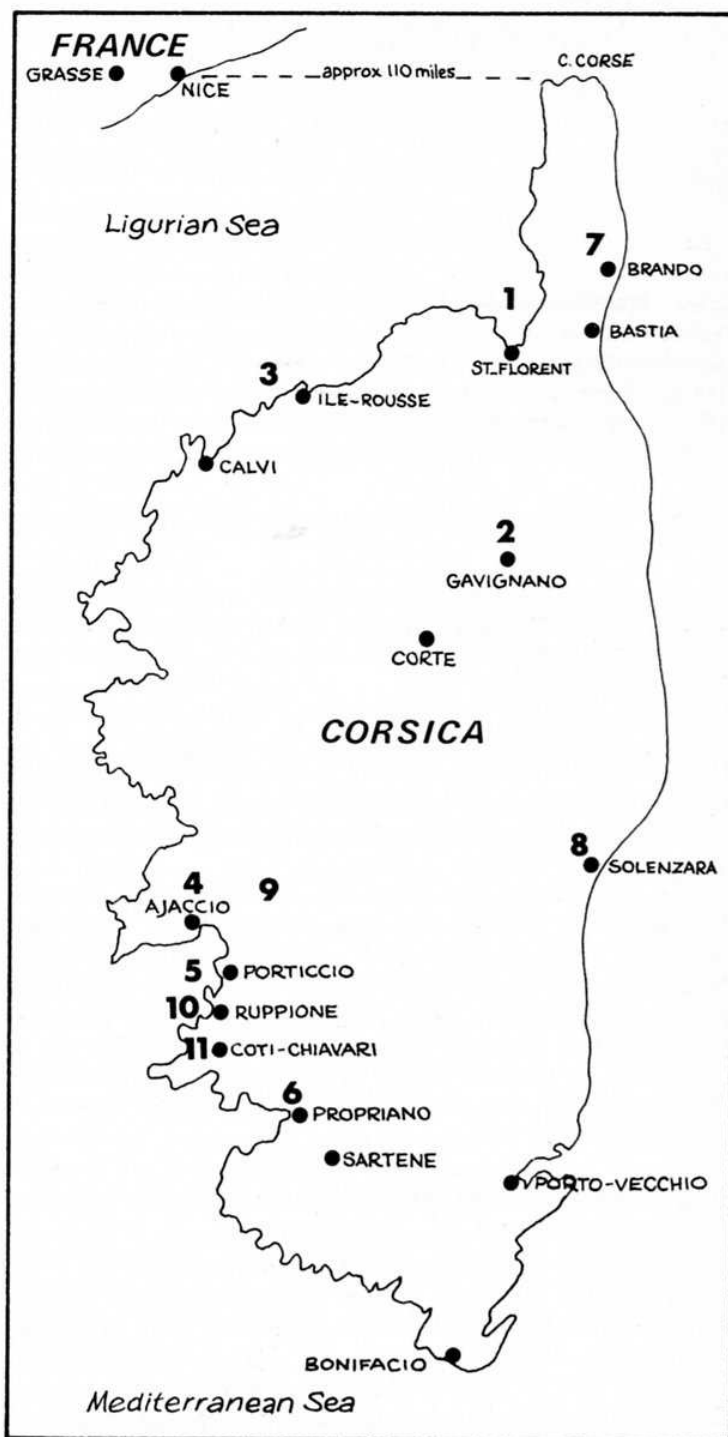 FRANCE
GRASSE
NICE
approx 110 miles
C. CORSE
Ligurian Sea
7
BRANDO
1
BASTIA
ST-FLORENT
3
ILE-ROUSSE
CALVI
2
GAVIGNANO
CORTE
CORSICA
8
SOLENZARA
4
9
AJACCIO
5
PORTICCIO
10
RUPPIONE
11
COTI-CHIAVARI
6
PROPRIANO
SARTENE
PORTO-VECCHIO
BONIFACIO
Mediterranean Sea